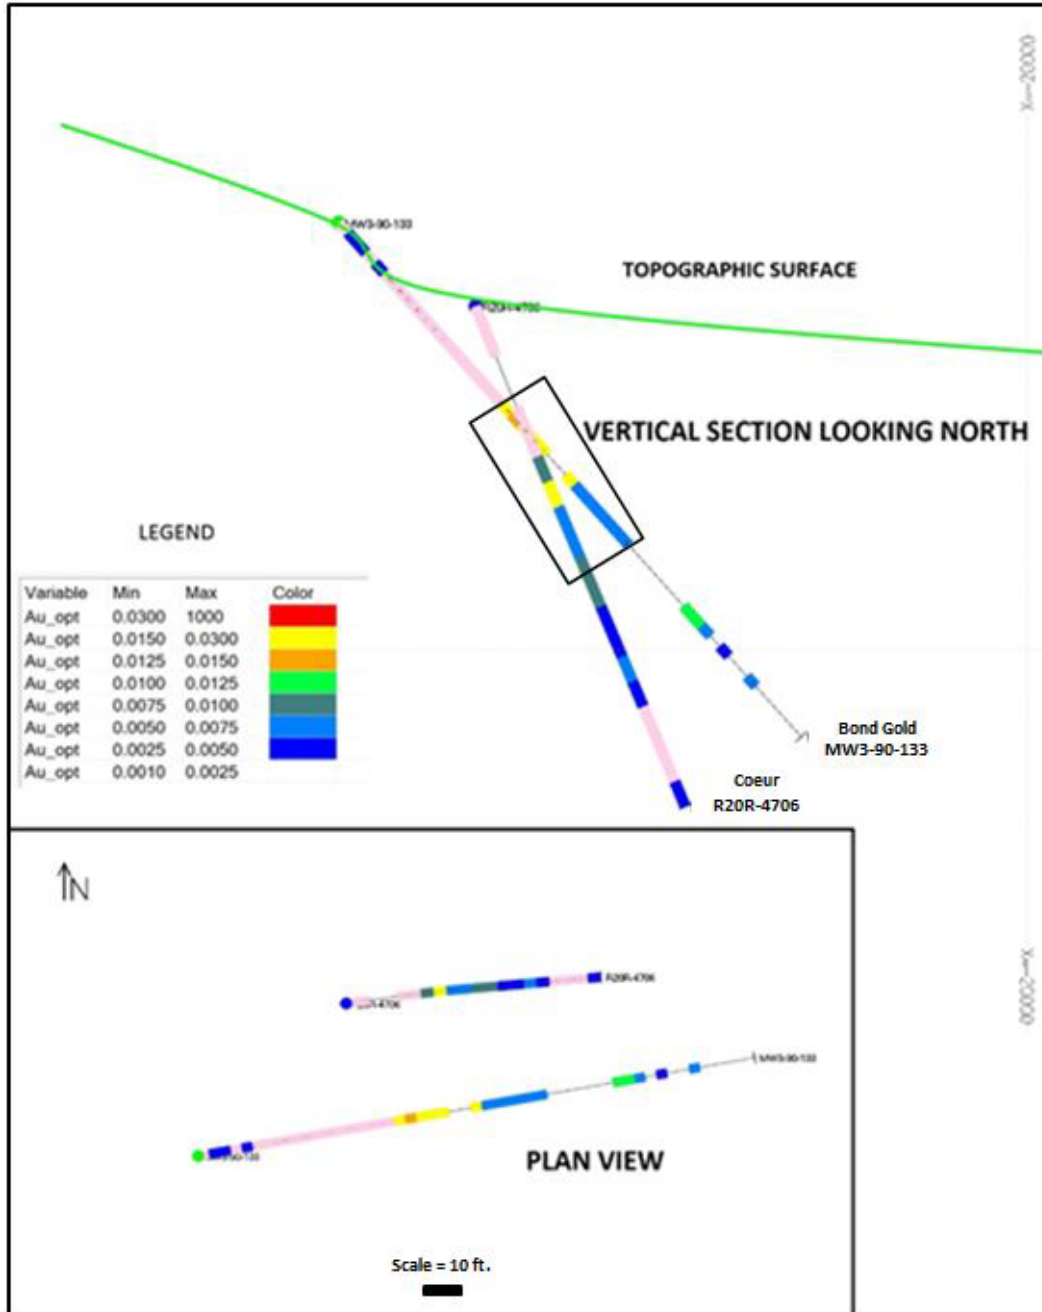 X=-20000
MW3-90-133
TOPOGRAPHIC SURFACE
R20R-4706
VERTICAL SECTION LOOKING NORTH
LEGEND
Variable Min Max Color
Au_opt 0.0300 1000
Au_opt 0.0150 0.0300
Au_opt 0.0125 0.0150
Au_opt 0.0100 0.0125
Au_opt 0.0075 0.0100
Au_opt 0.0050 0.0075
Au_opt 0.0025 0.0050
Au_opt 0.0010 0.0025
Bond Gold
MW3-90-133
Coeur
R20R-4706
N
R20R-4706
MW3-90-133
PLAN VIEW
X=-20000
Scale = 10 ft.